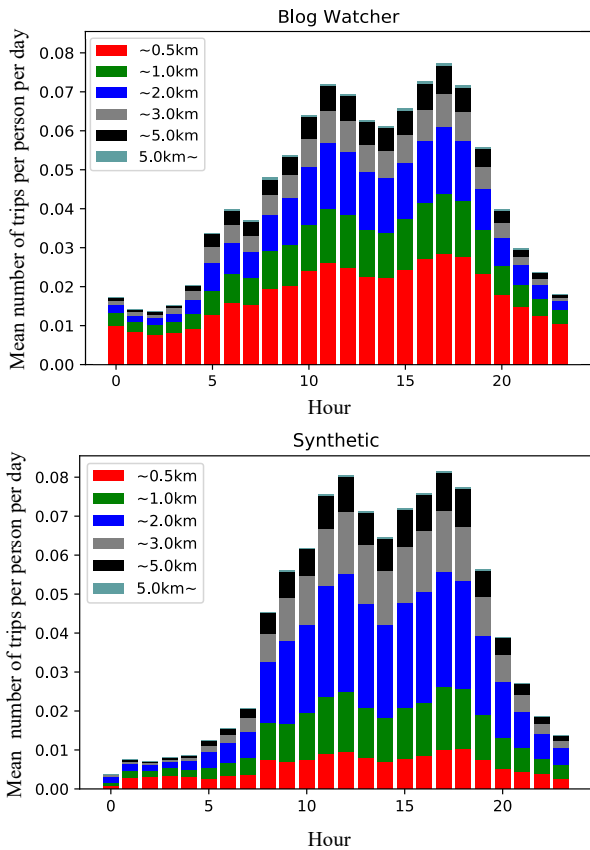 Blog Watcher
Mean number of trips per person per day
0.08
0.07
0.06
0.05
0.04
0.03
0.02
0.01
0.00
~0.5km
~1.0km
~2.0km
~3.0km
~5.0km
5.0km~
0 5 10 15 20
Hour
Synthetic
Mean number of trips per person per day
0.08
0.07
0.06
0.05
0.04
0.03
0.02
0.01
0.00
~0.5km
~1.0km
~2.0km
~3.0km
~5.0km
5.0km~
0 5 10 15 20
Hour